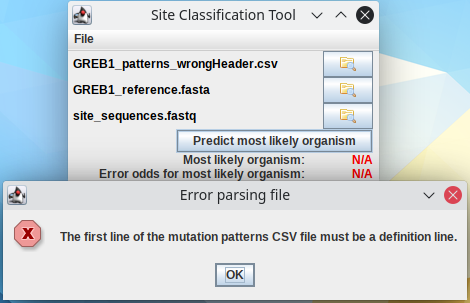 Site Classification Tool
File
GREB1_patterns_wrongHeader.csv
GREB1_reference.fasta
site_sequences.fastq
Predict most likely organism
Most likely organism: N/A
Error odds for most likely organism: N/A
Error parsing file
The first line of the mutation patterns CSV file must be a definition line.
OK